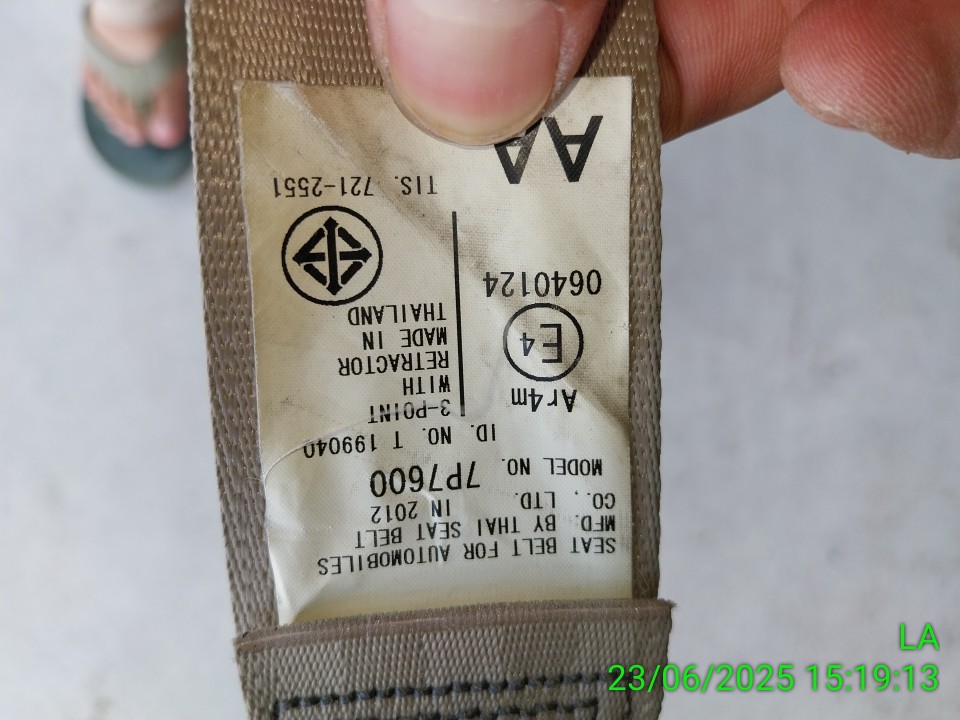 SEAT BELT FOR AUTOMOBILES
MFD. BY THAI SEAT BELT
CO., LTD. IN 2012
MODEL NO. 7P7600
ID. NO. T 199040
Ar4m
E4
0640124
AA
3-POINT
WITH
RETRACTOR
MADE IN
THAILAND
TIS. 721-2551
LA
23/06/2025 15:19:13